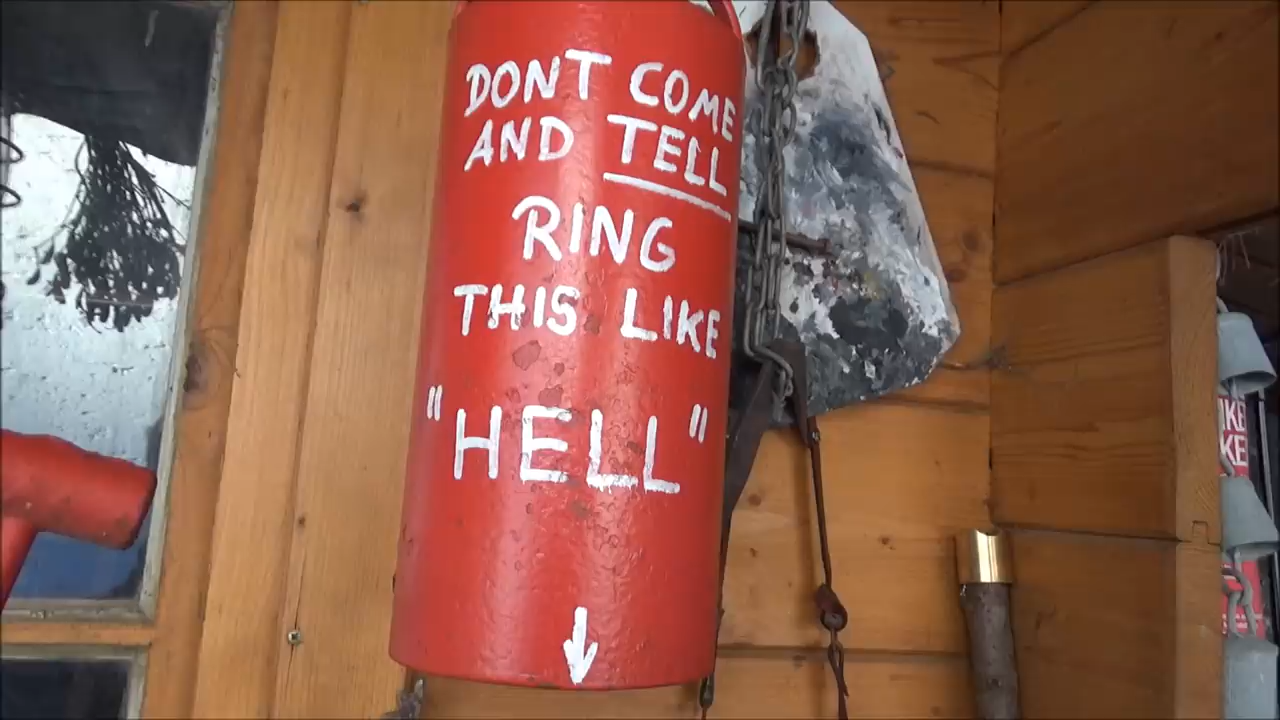 DONT COME
AND TELL
RING
THIS LIKE
"HELL"